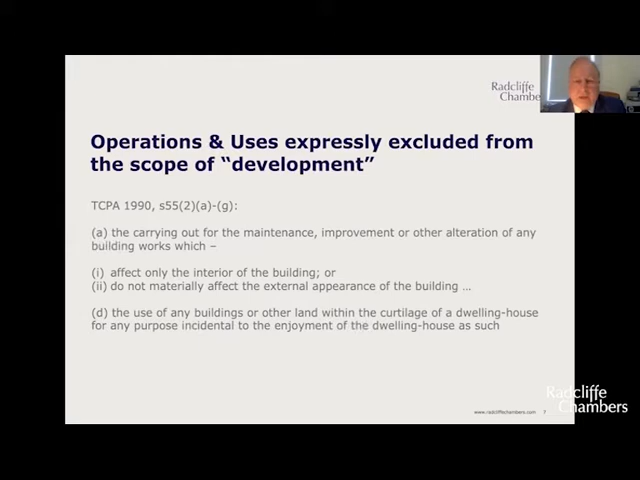 Radcliffe
Chambe
Operations & Uses expressly excluded from
the scope of “development”
TCPA 1990, s55(2)(a)-(g):
(a) the carrying out for the maintenance, improvement or other alteration of any
building works which –
(i) affect only the interior of the building; or
(ii) do not materially affect the external appearance of the building ...
(d) the use of any buildings or other land within the curtilage of a dwelling-house
for any purpose incidental to the enjoyment of the dwelling-house as such
Radcliffe
Chambers
www.radcliffechambers.com 7